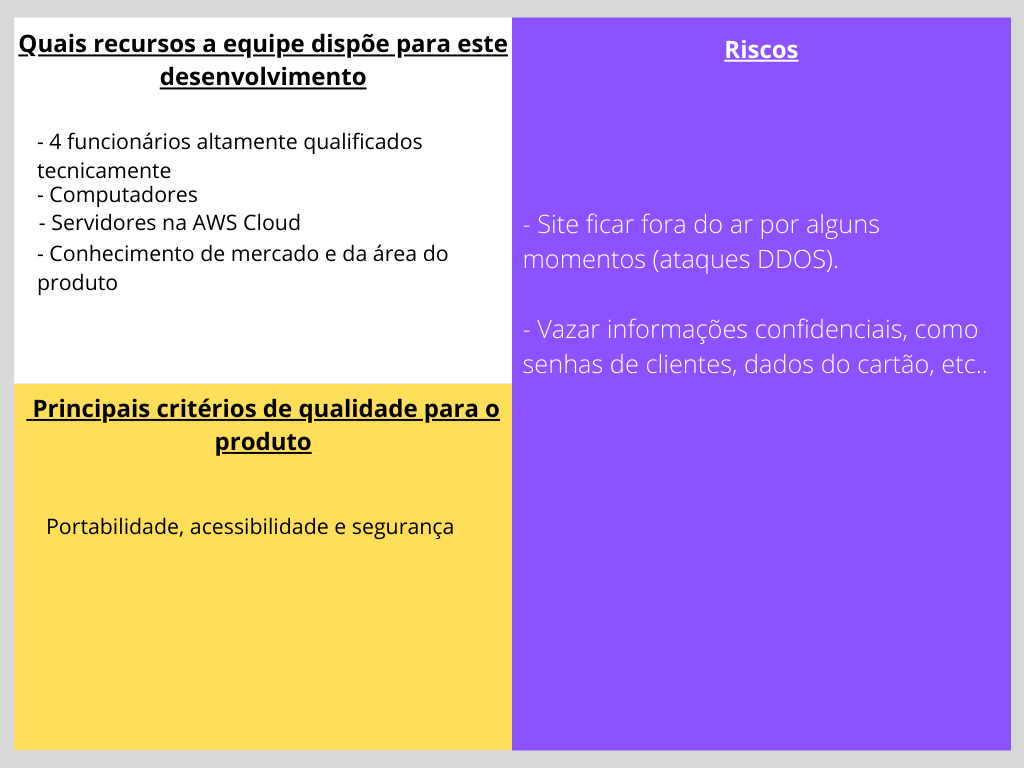 Quais recursos a equipe dispõe para este
desenvolvimento
- 4 funcionários altamente qualificados
tecnicamente
- Computadores
- Servidores na AWS Cloud
- Conhecimento de mercado e da área do
produto
Principais critérios de qualidade para o
produto
Portabilidade, acessibilidade e segurança
Riscos
- Site ficar fora do ar por alguns
momentos (ataques DDOS).
- Vazar informações confidenciais, como
senhas de clientes, dados do cartão, etc..